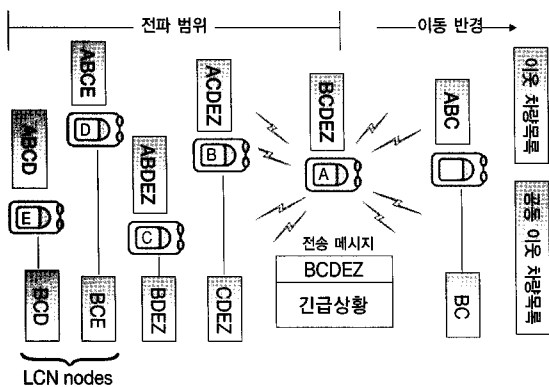 전파 범위
이동 반경
ABCD
ABCE
ABDEZ
ACDEZ
BCDEZ
ABC
이웃 차량목록
E
D
C
B
A
전송 메시지
BCDEZ
긴급상황
BCD
BCE
BDEZ
CDEZ
BC
공동 이웃 차량목록
LCN nodes